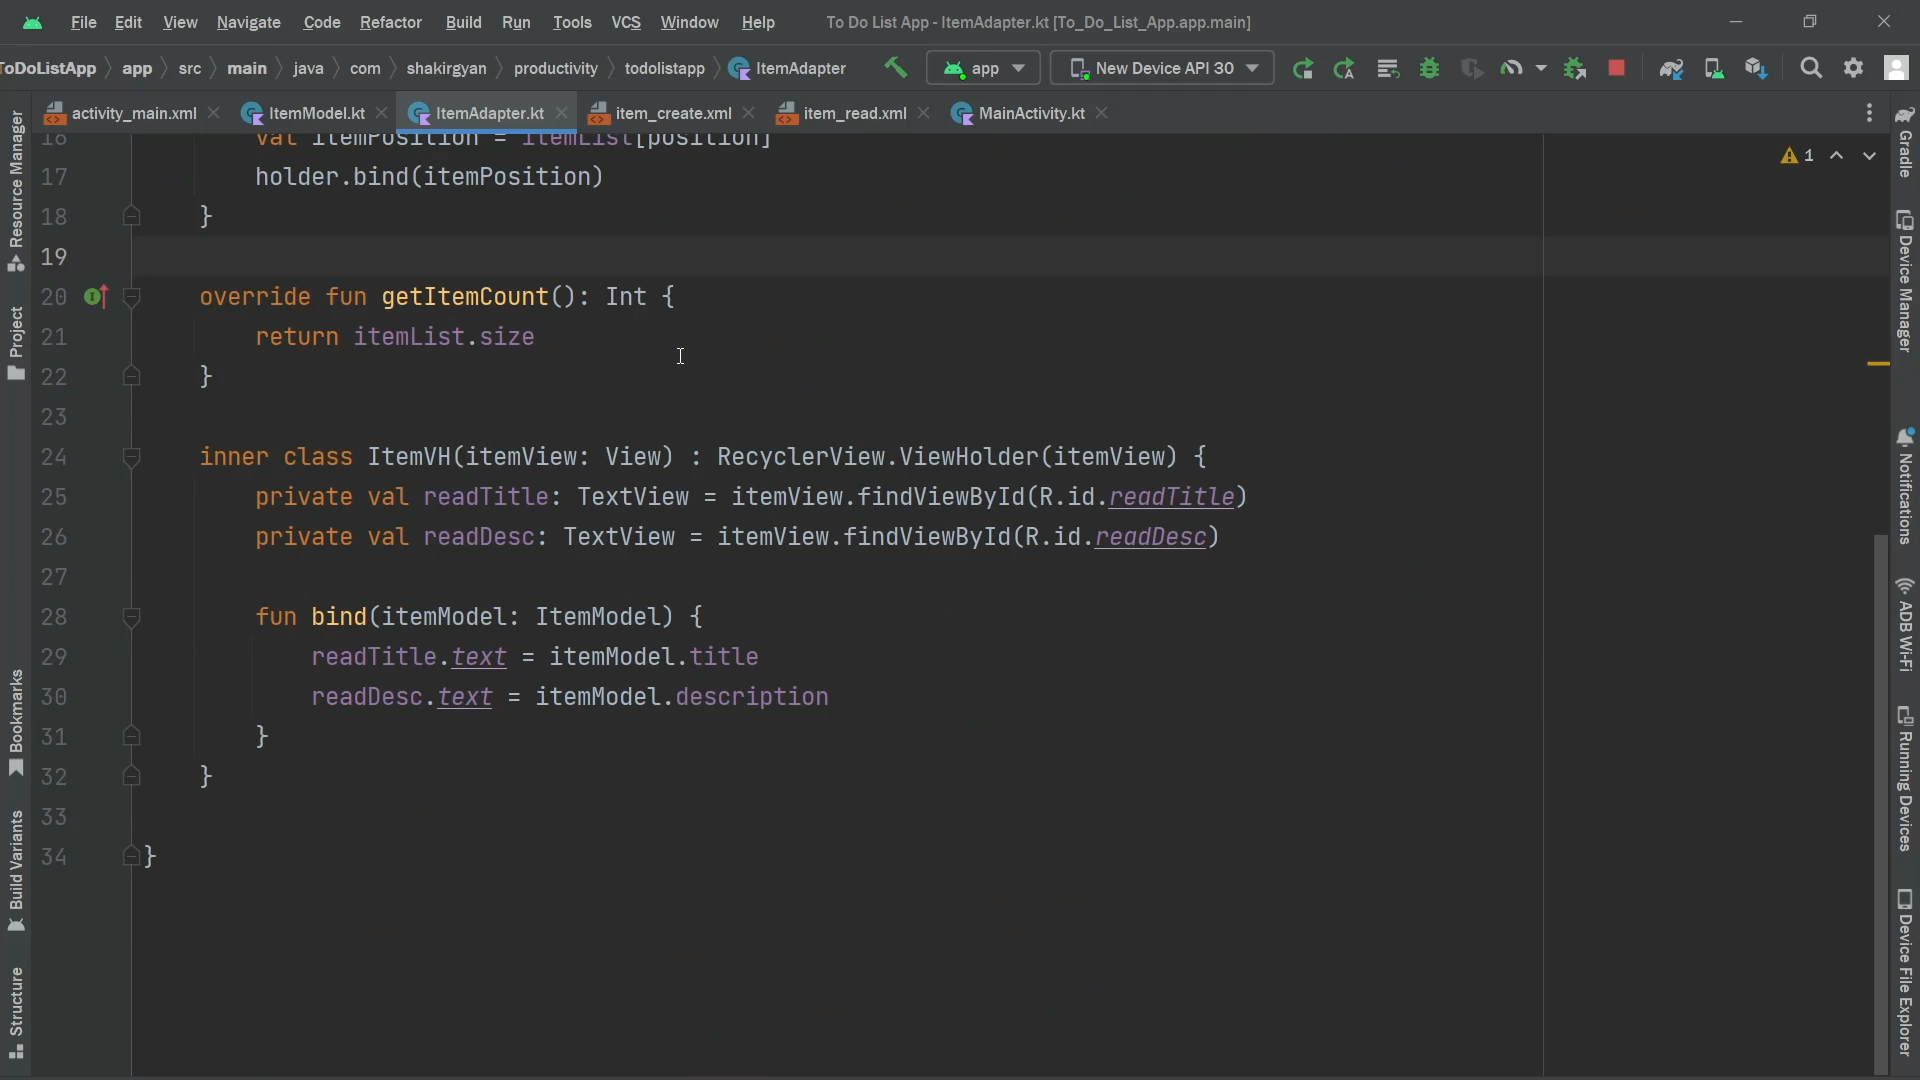 File Edit View Navigate Code Refactor Build Run Tools VCS Window Help To Do List App - ItemAdapter.kt [To_Do_List_App.app.main]
ToDoListApp app src main java com shakirgyan productivity todolistapp ItemAdapter app New Device API 30
activity_main.xml ItemModel.kt ItemAdapter.kt item_create.xml item_read.xml MainActivity.kt
16 val itemPosition = itemList[position]
1
17 holder.bind(itemPosition)
18 }
19
20 override fun getItemCount(): Int {
21 return itemList.size
22 }
23
24 inner class ItemVH(itemView: View) : RecyclerView.ViewHolder(itemView) {
25 private val readTitle: TextView = itemView.findViewById(R.id.readTitle)
26 private val readDesc: TextView = itemView.findViewById(R.id.readDesc)
27
28 fun bind(itemModel: ItemModel) {
29 readTitle.text = itemModel.title
30 readDesc.text = itemModel.description
31 }
32 }
33
34 }
Resource Manager
Project
Bookmarks
Build Variants
Structure
Gradle
Device Manager
Notifications
ADB Wi-Fi
Running Devices
Device File Explorer